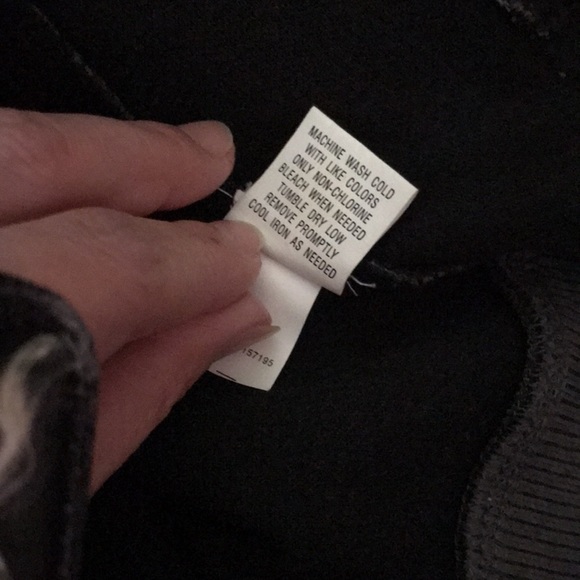 MACHINE WASH COLD
WITH LIKE COLORS
ONLY NON-CHLORINE
BLEACH WHEN NEEDED
TUMBLE DRY LOW
REMOVE PROMPTLY
COOL IRON AS NEEDED
157195